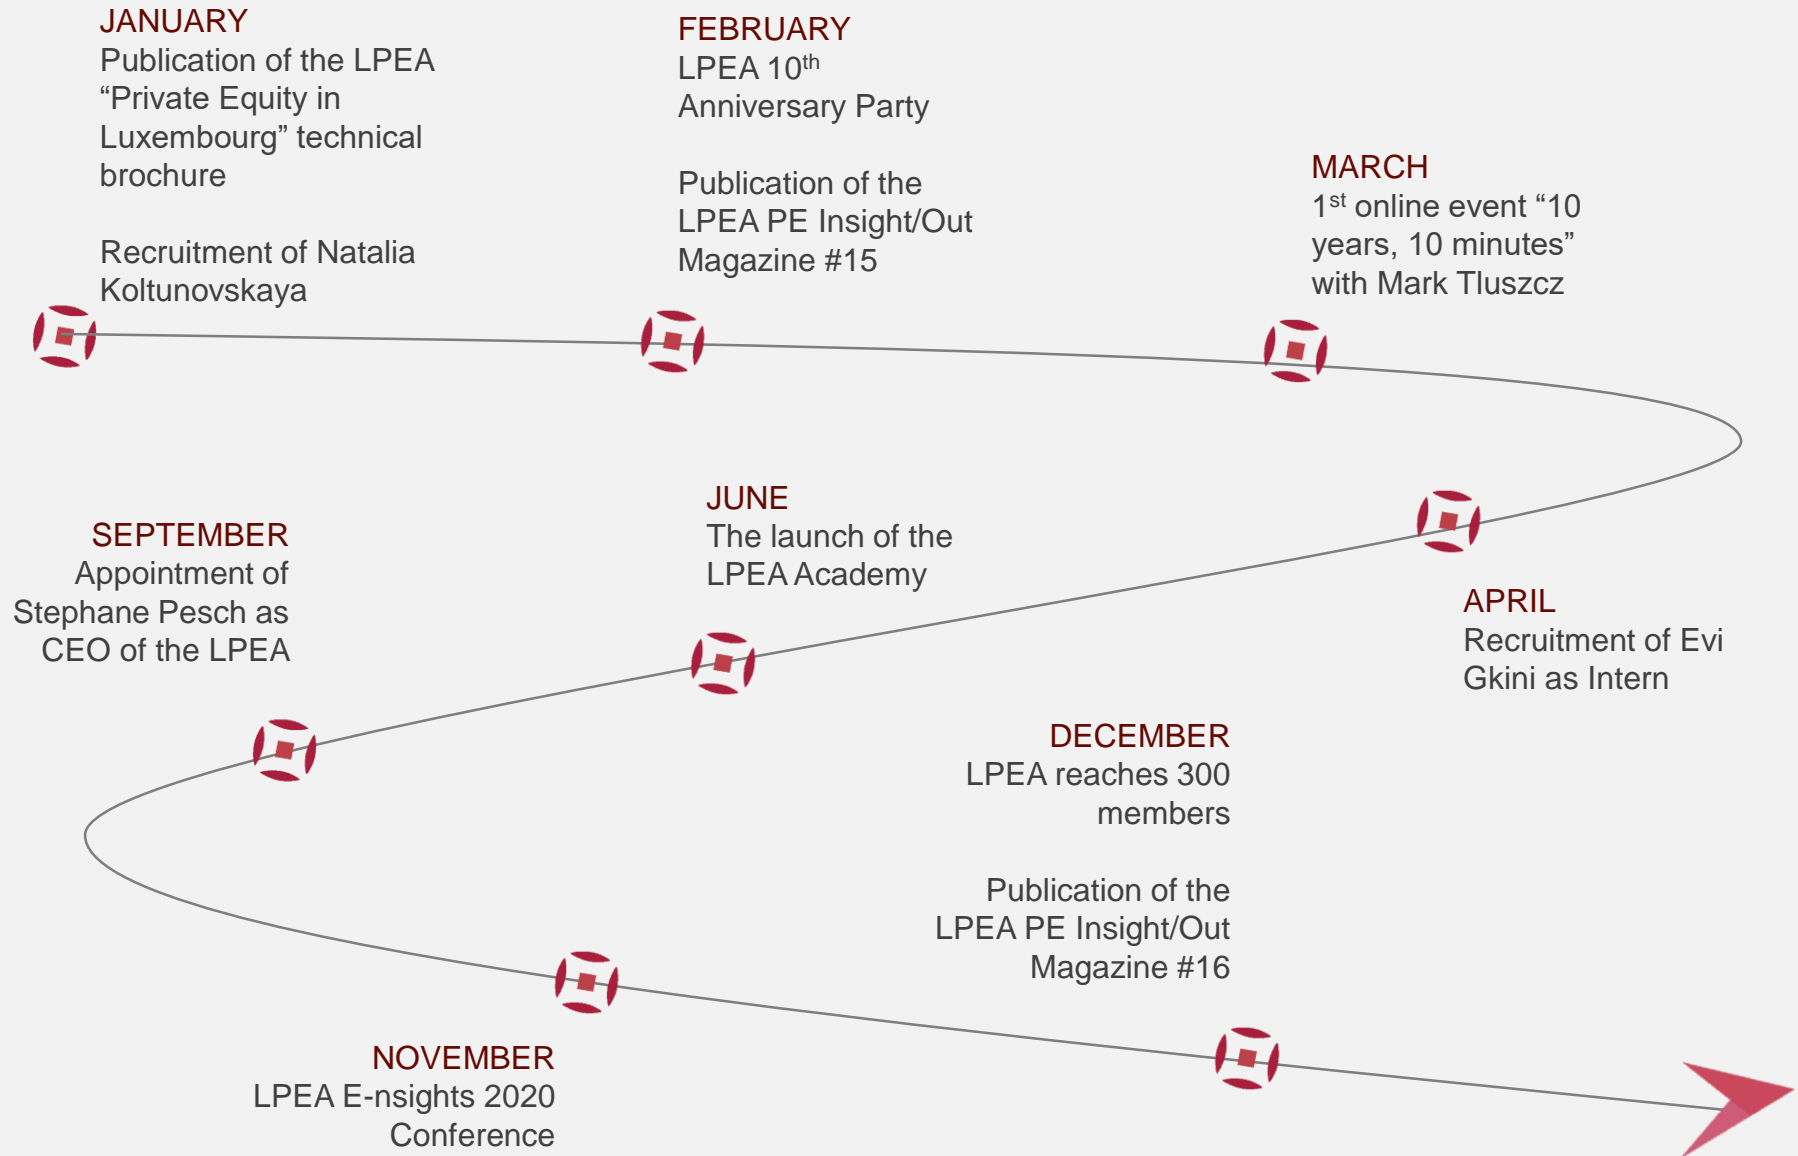 JANUARY
Publication of the LPEA
“Private Equity in
Luxembourg” technical
brochure
Recruitment of Natalia
Koltunovskaya
FEBRUARY
LPEA 10th
Anniversary Party
Publication of the
LPEA PE Insight/Out
Magazine #15
MARCH
1st online event “10
years, 10 minutes”
with Mark Tluszcz
APRIL
Recruitment of Evi
Gkini as Intern
JUNE
The launch of the
LPEA Academy
SEPTEMBER
Appointment of
Stephane Pesch as
CEO of the LPEA
NOVEMBER
LPEA E-nsights 2020
Conference
DECEMBER
LPEA reaches 300
members
Publication of the
LPEA PE Insight/Out
Magazine #16